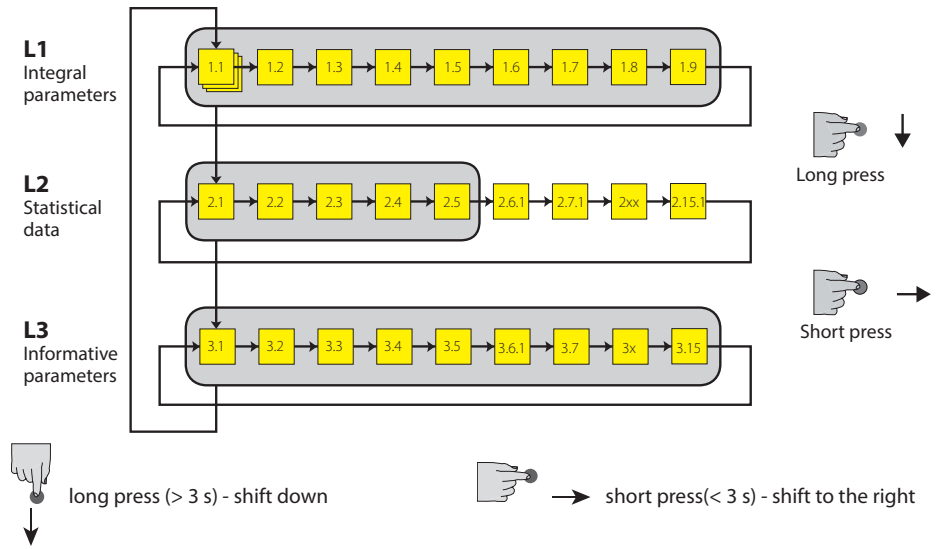 L1
Integral
parameters
1.1 1.2 1.3 1.4 1.5 1.6 1.7 1.8 1.9
Long press
L2
Statistical
data
2.1 2.2 2.3 2.4 2.5 2.6.1 2.7.1 2xx 2.15.1
Short press
L3
Informative
parameters
3.1 3.2 3.3 3.4 3.5 3.6.1 3.7 3x 3.15
long press (> 3 s) - shift down
short press(< 3 s) - shift to the right